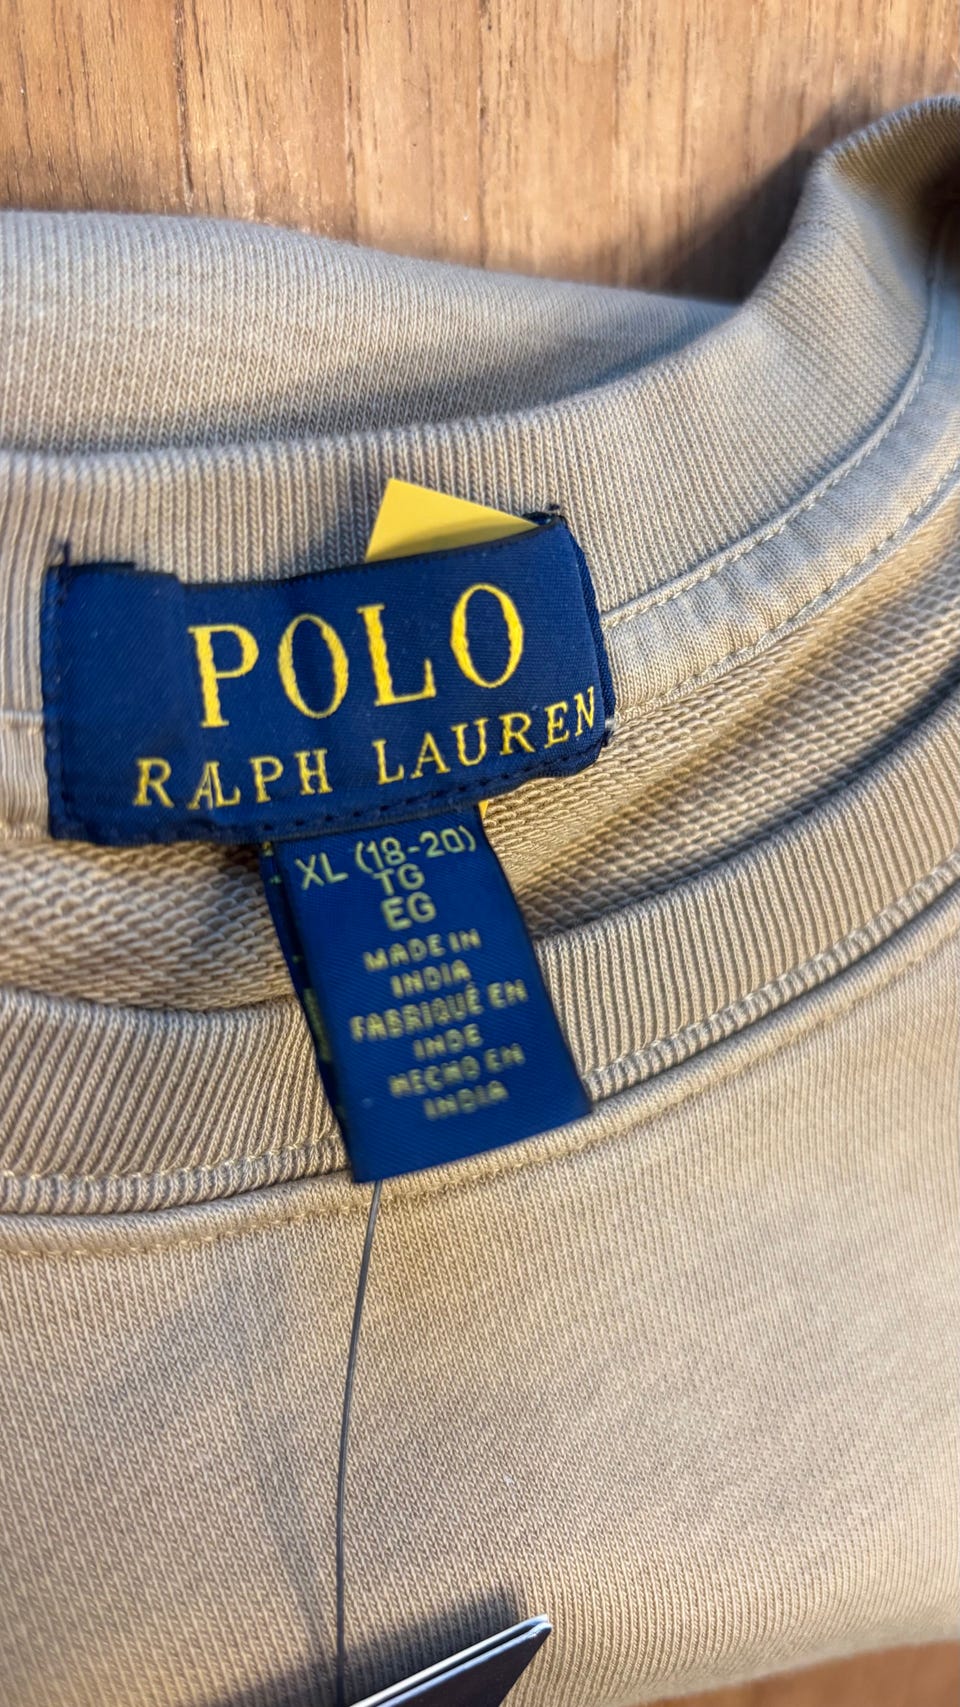 POLO
RALPH LAUREN
XL (18-20)
TG
EG
MADE IN
INDIA
FABRIQUÉ EN
INDE
HECHO EN
INDIA